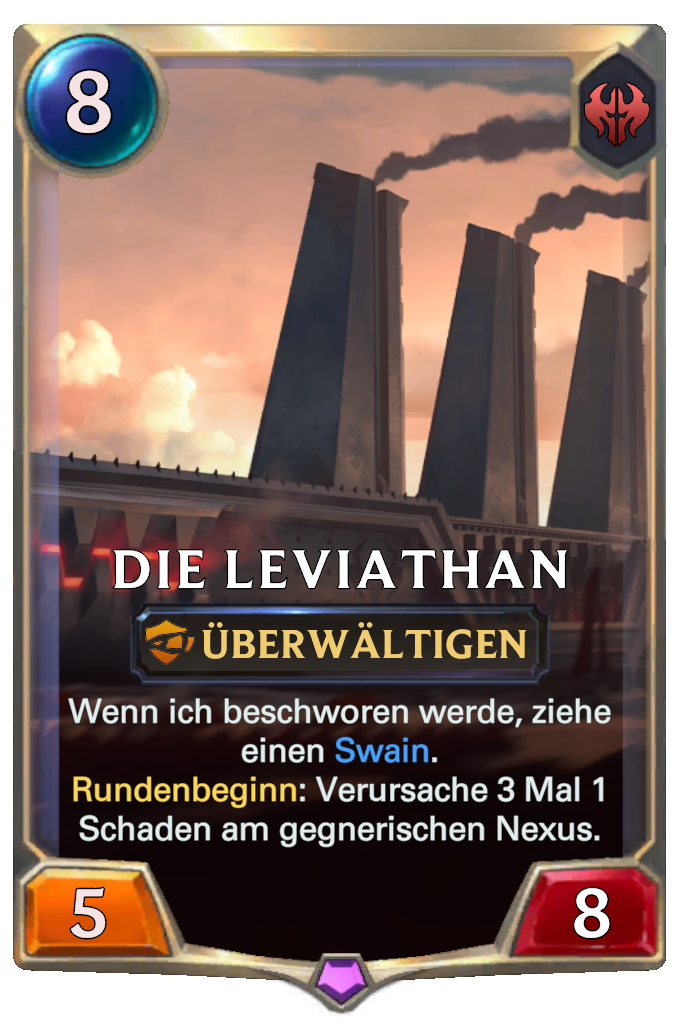 8
DIE LEVIATHAN
ÜBERWÄLTIGEN
Wenn ich beschworen werde, ziehe
einen Swain.
Rundenbeginn: Verursache 3 Mal 1
Schaden am gegnerischen Nexus.
5
8